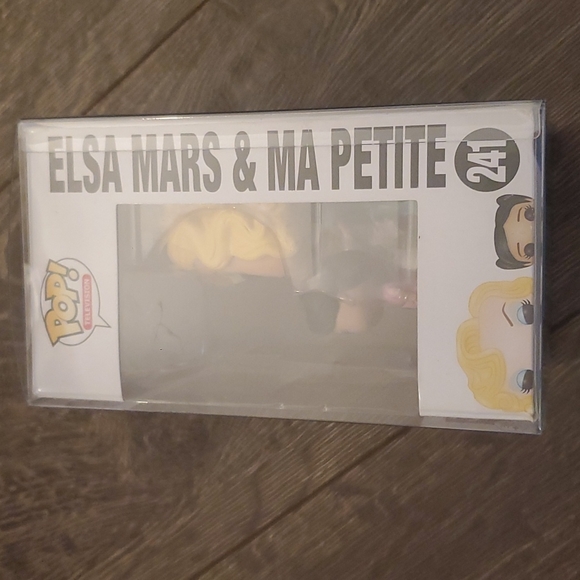 ELSA MARS & MA PETITE 241
POP!
TELEVISION